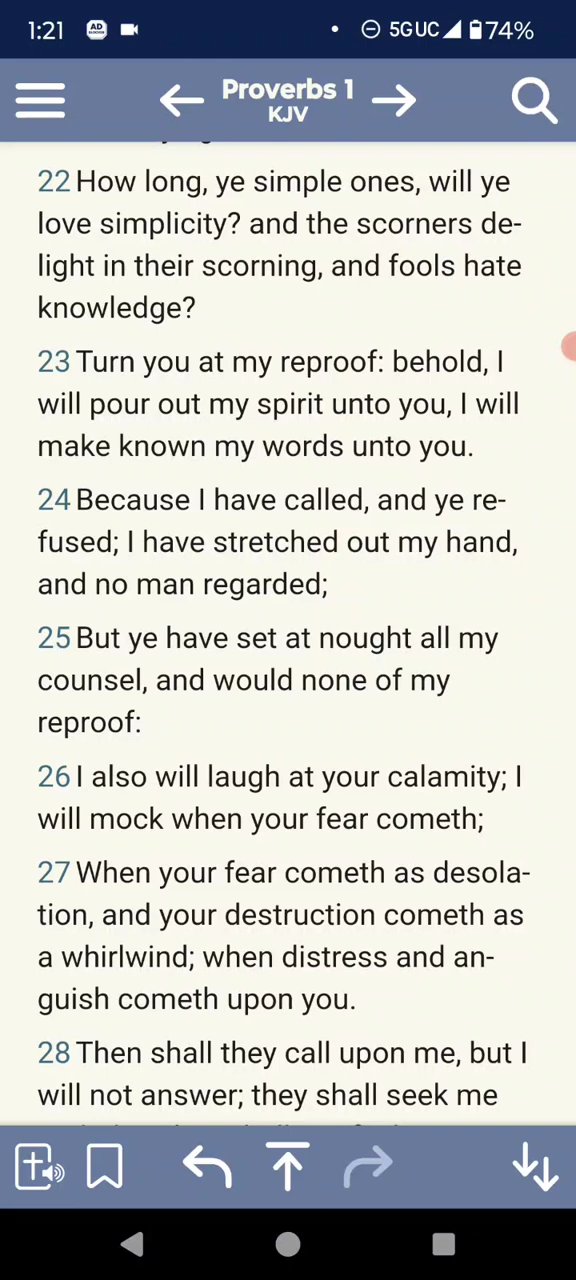 1:21 AD 5G UC 74%
Proverbs 1
KJV
22 How long, ye simple ones, will ye
love simplicity? and the scorners de-
light in their scorning, and fools hate
knowledge?
23 Turn you at my reproof: behold, I
will pour out my spirit unto you, I will
make known my words unto you.
24 Because I have called, and ye re-
fused; I have stretched out my hand,
and no man regarded;
25 But ye have set at nought all my
counsel, and would none of my
reproof:
26 I also will laugh at your calamity; I
will mock when your fear cometh;
27 When your fear cometh as desola-
tion, and your destruction cometh as
a whirlwind; when distress and an-
guish cometh upon you.
28 Then shall they call upon me, but I
will not answer; they shall seek me